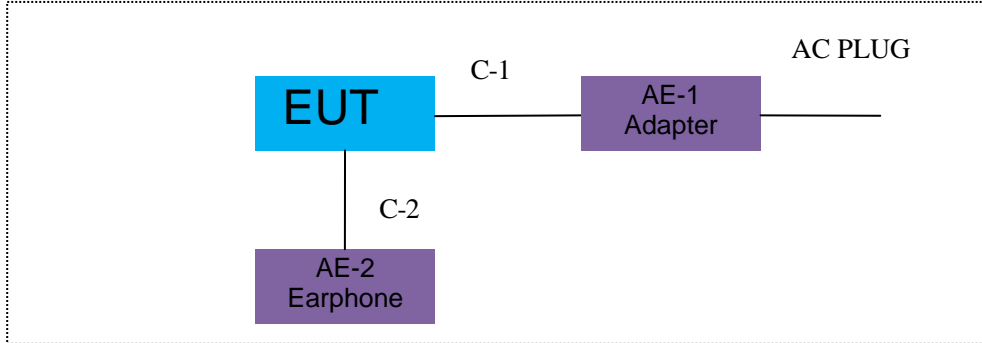 AC PLUG
C-1
EUT
AE-1
Adapter
C-2
AE-2
Earphone